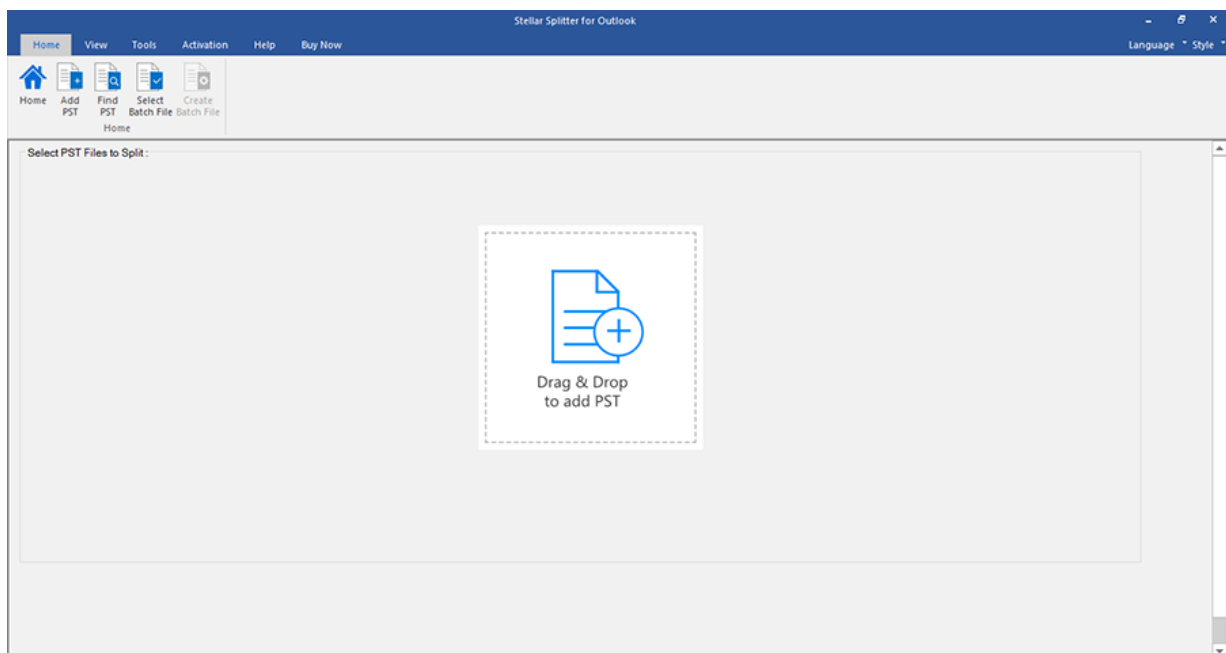 Stellar Splitter for Outlook
Home View Tools Activation Help Buy Now Language Style
Home
Add PST
Find PST
Select Batch File
Create Batch File
Home
Select PST Files to Split :
Drag & Drop
to add PST